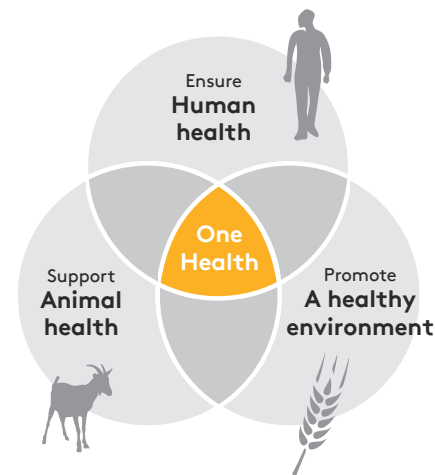 Ensure
Human
health
One
Health
Support
Animal
health
Promote
A healthy
environment